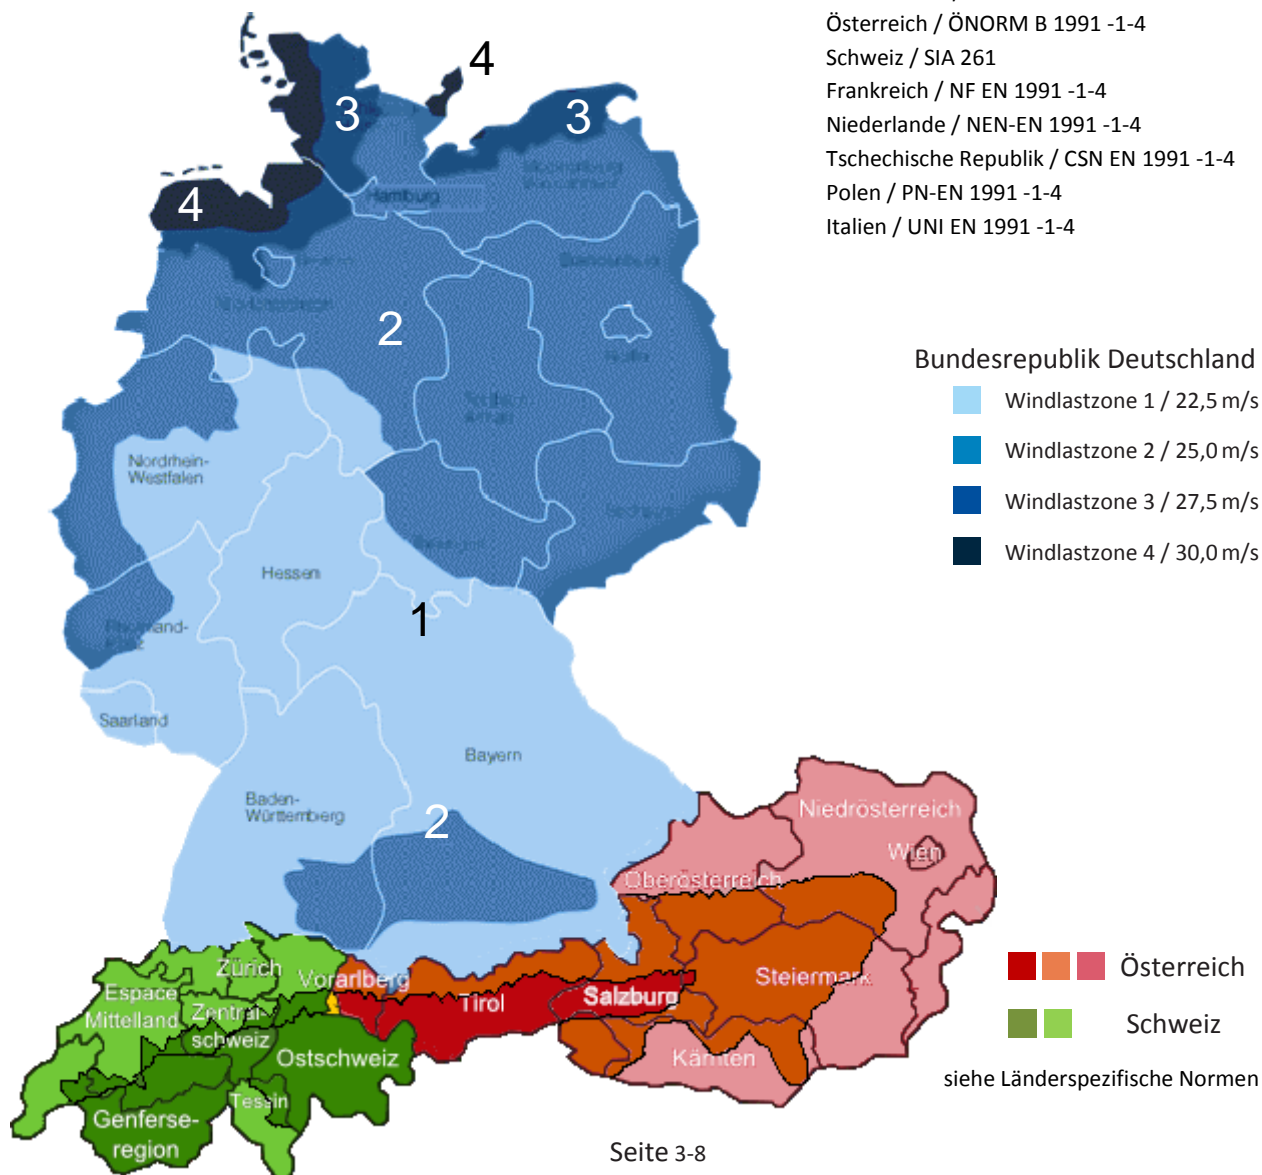 Österreich / ÖNORM B 1991 -1-4
Schweiz / SIA 261
Frankreich / NF EN 1991 -1-4
Niederlande / NEN-EN 1991 -1-4
Tschechische Republik / CSN EN 1991 -1-4
Polen / PN-EN 1991 -1-4
Italien / UNI EN 1991 -1-4
4
3
3
4
Hamburg
2
Bundesrepublik Deutschland
Windlastzone 1 / 22,5 m/s
Windlastzone 2 / 25,0 m/s
Windlastzone 3 / 27,5 m/s
Windlastzone 4 / 30,0 m/s
Nordrhein-
Westfalen
Hessen
1
Rheinland-
Pfalz
Saarland
Bayern
Baden-
Württemberg
2
Niedrösterreich
Wien
Oberösterreich
Zürich
Vorarlberg
Espace
Mittelland
Zentral-
schweiz
Tirol
Salzburg
Steiermark
Österreich
Ostschweiz
Kärnten
Schweiz
Tessin
Genferse-
region
siehe Länderspezifische Normen
Seite 3-8